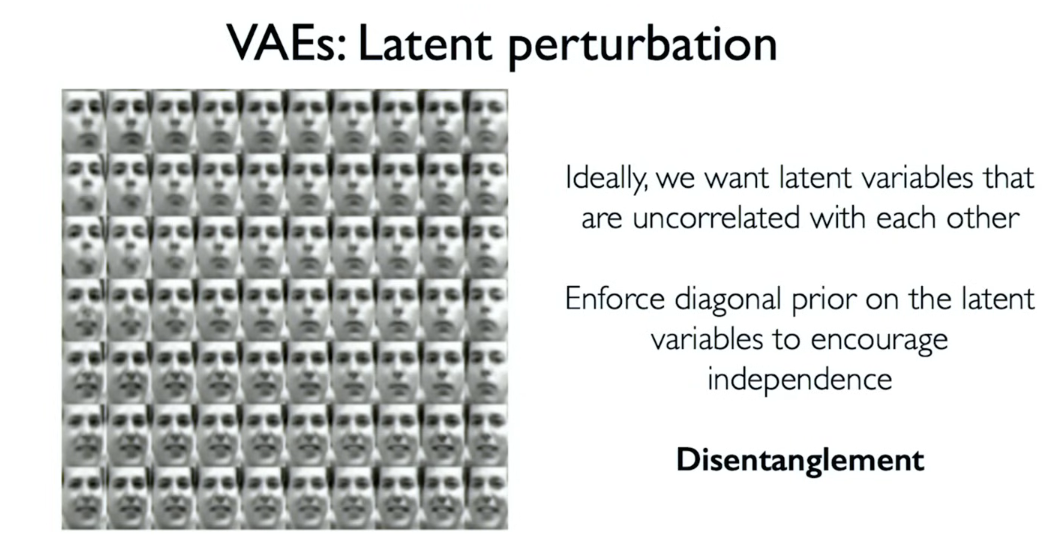 VAEs: Latent perturbation
Ideally, we want latent variables that
are uncorrelated with each other
Enforce diagonal prior on the latent
variables to encourage
independence
Disentanglement